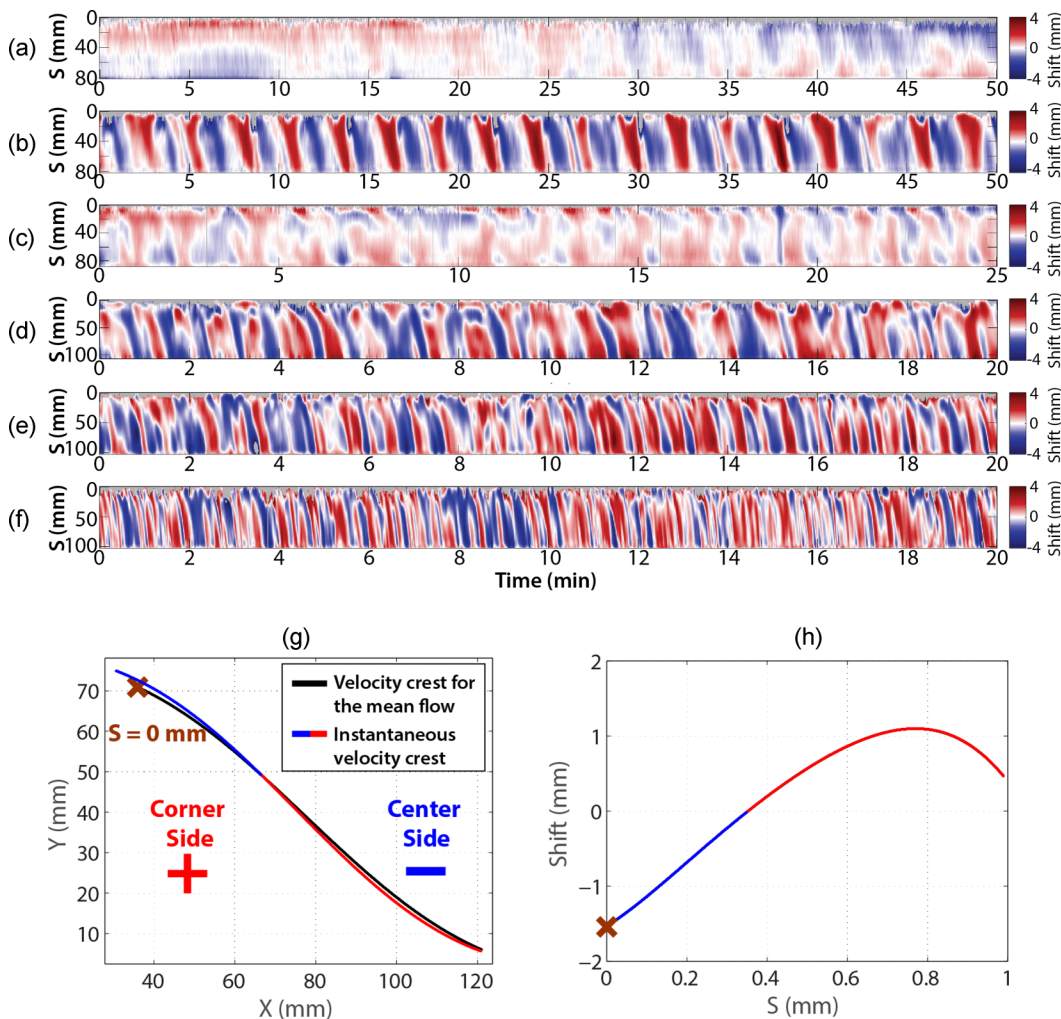 (a)
S (mm)
0
40
80
0 5 10 15 20 25 30 35 40 45 50
4
0
-4
Shift (mm)
(b)
S (mm)
0
40
80
0 5 10 15 20 25 30 35 40 45 50
4
0
-4
Shift (mm)
(c)
S (mm)
0
40
80
0 5 10 15 20 25
4
0
-4
Shift (mm)
(d)
S (mm)
0
50
100
0 2 4 6 8 10 12 14 16 18 20
4
0
-4
Shift (mm)
(e)
S (mm)
0
50
100
0 2 4 6 8 10 12 14 16 18 20
4
0
-4
Shift (mm)
(f)
S (mm)
0
50
100
0 2 4 6 8 10 12 14 16 18 20
4
0
-4
Shift (mm)
Time (min)
(g)
Y (mm)
70
60
50
40
30
20
10
40 60 80 100 120
X (mm)
Velocity crest for
the mean flow
Instantaneous
velocity crest
S = 0 mm
Corner
Side
+
Center
Side
−
(h)
Shift (mm)
2
1
0
−1
−2
0 0.2 0.4 0.6 0.8 1
S (mm)